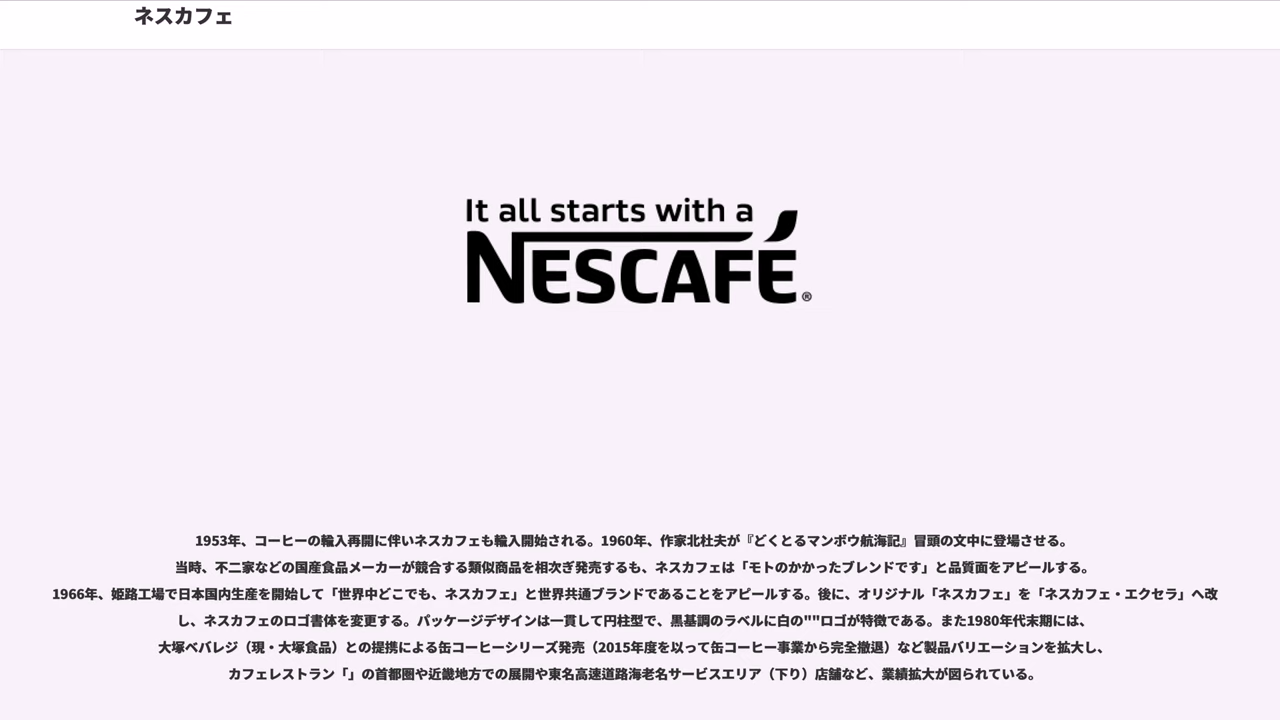 ネスカフェ
It all starts with a
NESCAFÉ®
1953年、コーヒーの輸入再開に伴いネスカフェも輸入開始される。1960年、作家北杜夫が『どくとるマンボウ航海記』冒頭の文中に登場させる。
当時、不二家などの国産食品メーカーが競合する類似商品を相次ぎ発売するも、ネスカフェは「モトのかかったブレンドです」と品質面をアピールする。
1966年、姫路工場で日本国内生産を開始して「世界中どこでも、ネスカフェ」と世界共通ブランドであることをアピールする。後に、オリジナル「ネスカフェ」を「ネスカフェ・エクセラ」へ改
し、ネスカフェのロゴ書体を変更する。パッケージデザインは一貫して円柱型で、黒基調のラベルに白の""ロゴが特徴である。また1980年代末期には、
大塚ベバレジ（現・大塚食品）との提携による缶コーヒーシリーズ発売（2015年度を以って缶コーヒー事業から完全撤退）など製品バリエーションを拡大し、
カフェレストラン「」の首都圏や近畿地方での展開や東名高速道路海老名サービスエリア（下り）店舗など、業績拡大が図られている。